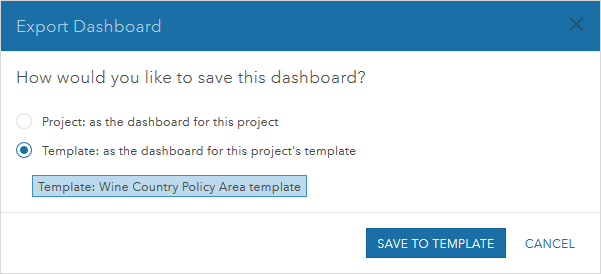 Export Dashboard
How would you like to save this dashboard?
Project: as the dashboard for this project
Template: as the dashboard for this project's template
Template: Wine Country Policy Area template
SAVE TO TEMPLATE CANCEL